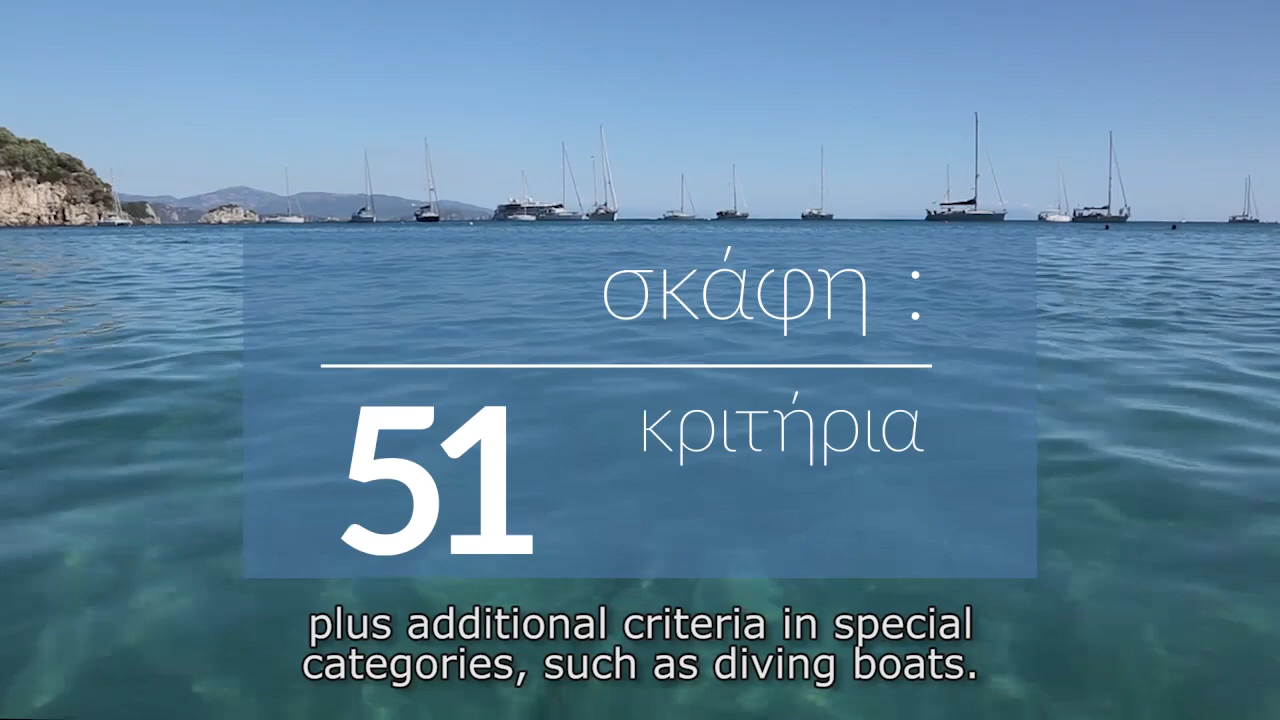 σκάφη :
51 κριτήρια
plus additional criteria in special
categories, such as diving boats.